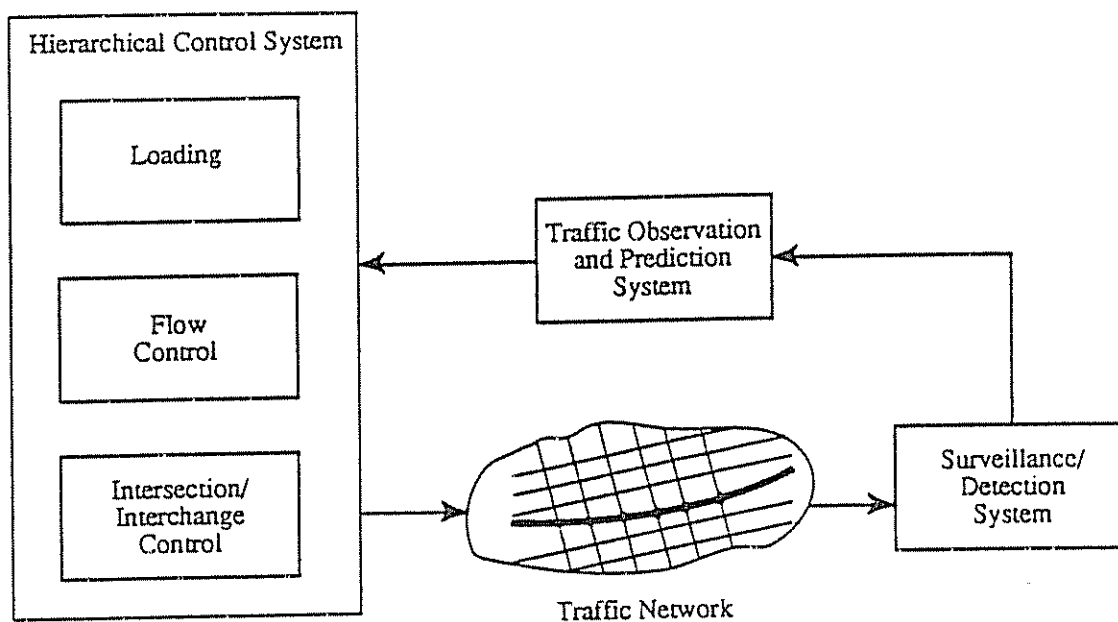 Hierarchical Control System
Loading
Flow
Control
Intersection/
Interchange
Control
Traffic Observation
and Prediction
System
Surveillance/
Detection
System
Traffic Network